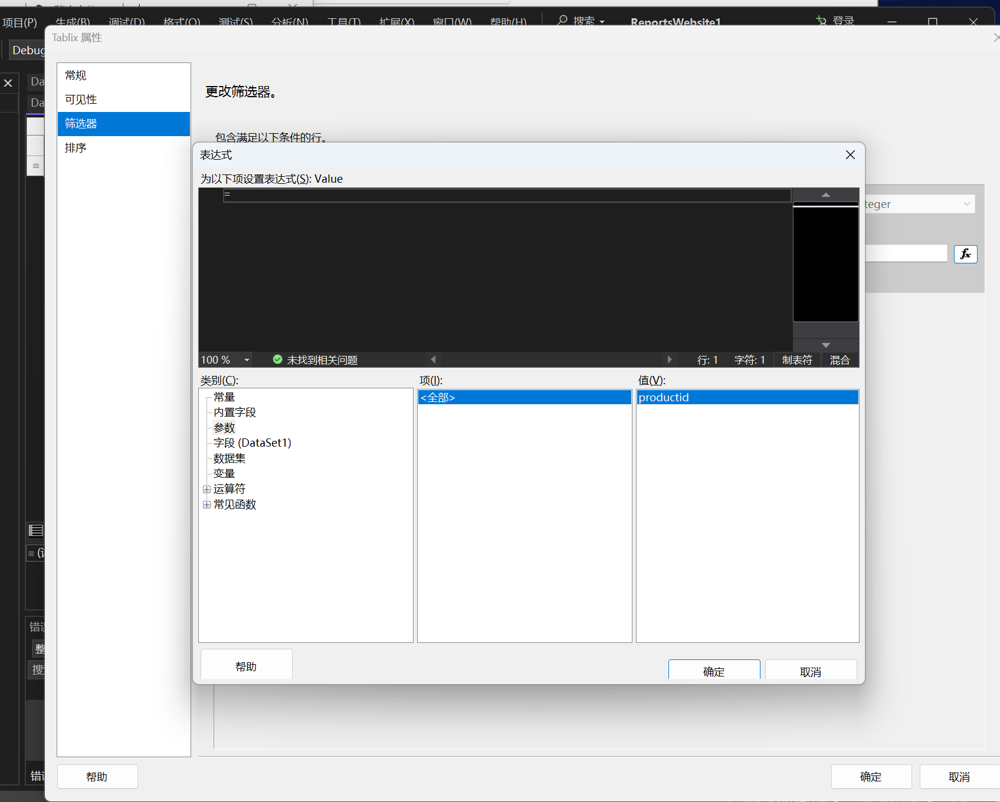 项目(P) 生成(B) 调试(D) 格式(O) 测试(S) 分析(N) 工具(T) 扩展(X) 窗口(W) 帮助(H) 搜索 ReportsWebsite1 登录
Tablix 属性
Debug
常规
可见性
筛选器
排序
更改筛选器。
包含满足以下条件的行。
Da
Da
表达式
为以下项设置表达式(S): Value
=
teger
fx
100 % 未找到相关问题 行: 1 字符: 1 制表符 混合
类别(C): 项(I): 值(V):
常量
内置字段
参数
字段 (DataSet1)
数据集
变量
运算符
常见函数
<全部>
productid
错误
整
搜
帮助 确定 取消
错误
帮助 确定 取消